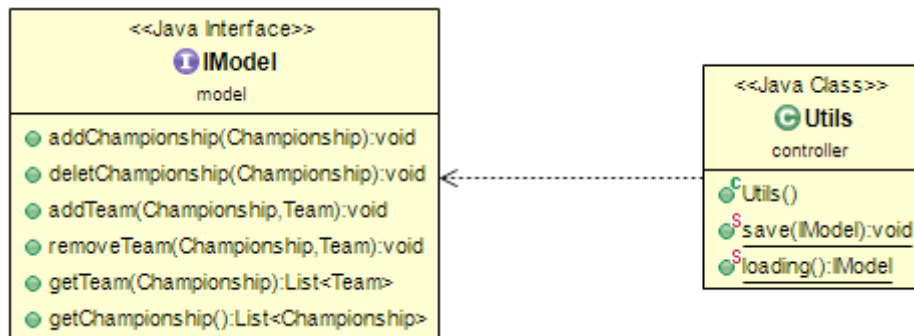 <<Java Interface>>
I IModel
model
addChampionship(Championship):void
deletChampionship(Championship):void
addTeam(Championship,Team):void
removeTeam(Championship,Team):void
getTeam(Championship):List<Team>
getChampionship():List<Championship>
<<Java Class>>
C Utils
controller
C Utils()
S save(IModel):void
S loading():IModel